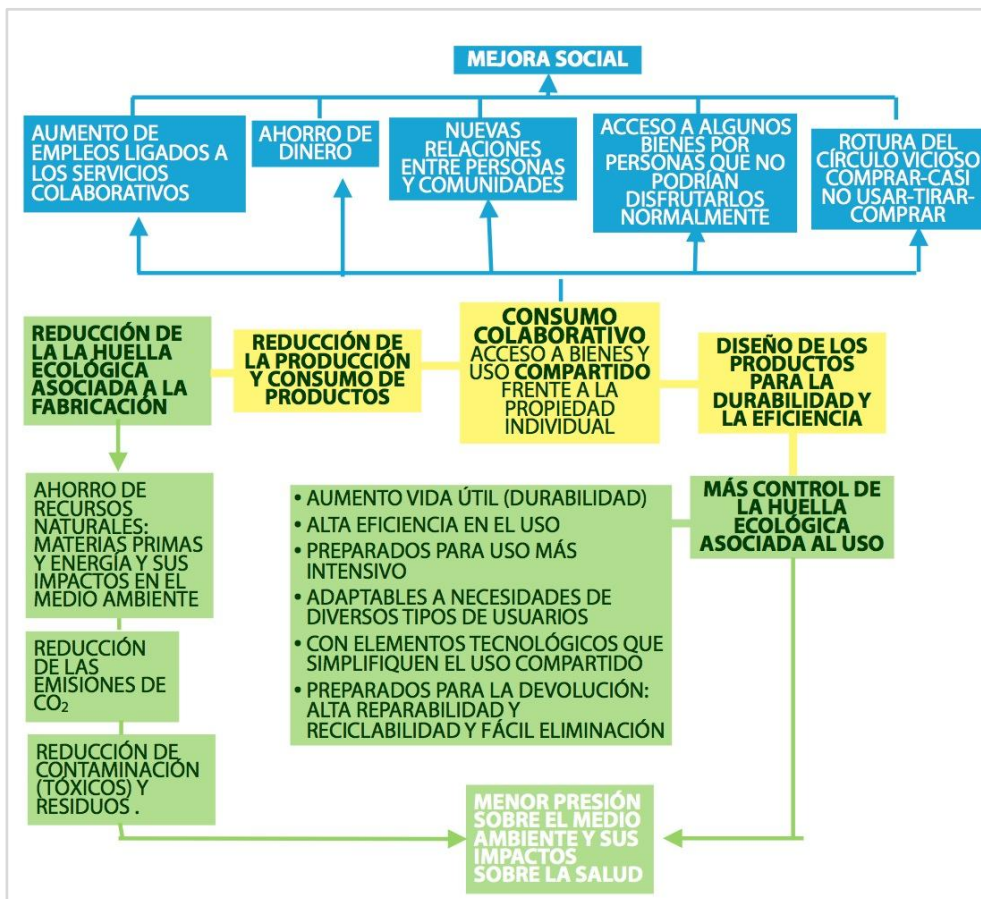 MEJORA SOCIAL
AUMENTO DE
EMPLEOS LIGADOS A
LOS SERVICIOS
COLABORATIVOS
AHORRO DE
DINERO
NUEVAS
RELACIONES
ENTRE PERSONAS
Y COMUNIDADES
ACCESO A ALGUNOS
BIENES POR
PERSONAS QUE NO
PODRÍAN
DISFRUTARLOS
NORMALMENTE
ROTURA DEL
CÍRCULO VICIOSO
COMPRAR-CASI
NO USAR-TIRAR-
COMPRAR
REDUCCIÓN DE
LA LA HUELLA
ECOLÓGICA
ASOCIADA A LA
FABRICACIÓN
REDUCCIÓN DE
LA PRODUCCIÓN
Y CONSUMO DE
PRODUCTOS
CONSUMO
COLABORATIVO
ACCESO A BIENES Y
USO COMPARTIDO
FRENTE A LA
PROPIEDAD
INDIVIDUAL
DISEÑO DE LOS
PRODUCTOS
PARA LA
DURABILIDAD Y
LA EFICIENCIA
AHORRO DE
RECURSOS
NATURALES:
MATERIAS PRIMAS
Y ENERGÍA Y SUS
IMPACTOS EN EL
MEDIO AMBIENTE
REDUCCIÓN
DE LAS
EMISIONES DE
CO₂
REDUCCIÓN DE
CONTAMINACIÓN
(TÓXICOS) Y
RESIDUOS .
• AUMENTO VIDA ÚTIL (DURABILIDAD)
• ALTA EFICIENCIA EN EL USO
• PREPARADOS PARA USO MÁS
INTENSIVO
• ADAPTABLES A NECESIDADES DE
DIVERSOS TIPOS DE USUARIOS
• CON ELEMENTOS TECNOLÓGICOS QUE
SIMPLIFIQUEN EL USO COMPARTIDO
• PREPARADOS PARA LA DEVOLUCIÓN:
ALTA REPARABILIDAD Y
RECICLABILIDAD Y FÁCIL ELIMINACIÓN
MÁS CONTROL DE
LA HUELLA
ECOLÓGICA
ASOCIADA AL USO
MENOR PRESIÓN
SOBRE EL MEDIO
AMBIENTE Y SUS
IMPACTOS
SOBRE LA SALUD